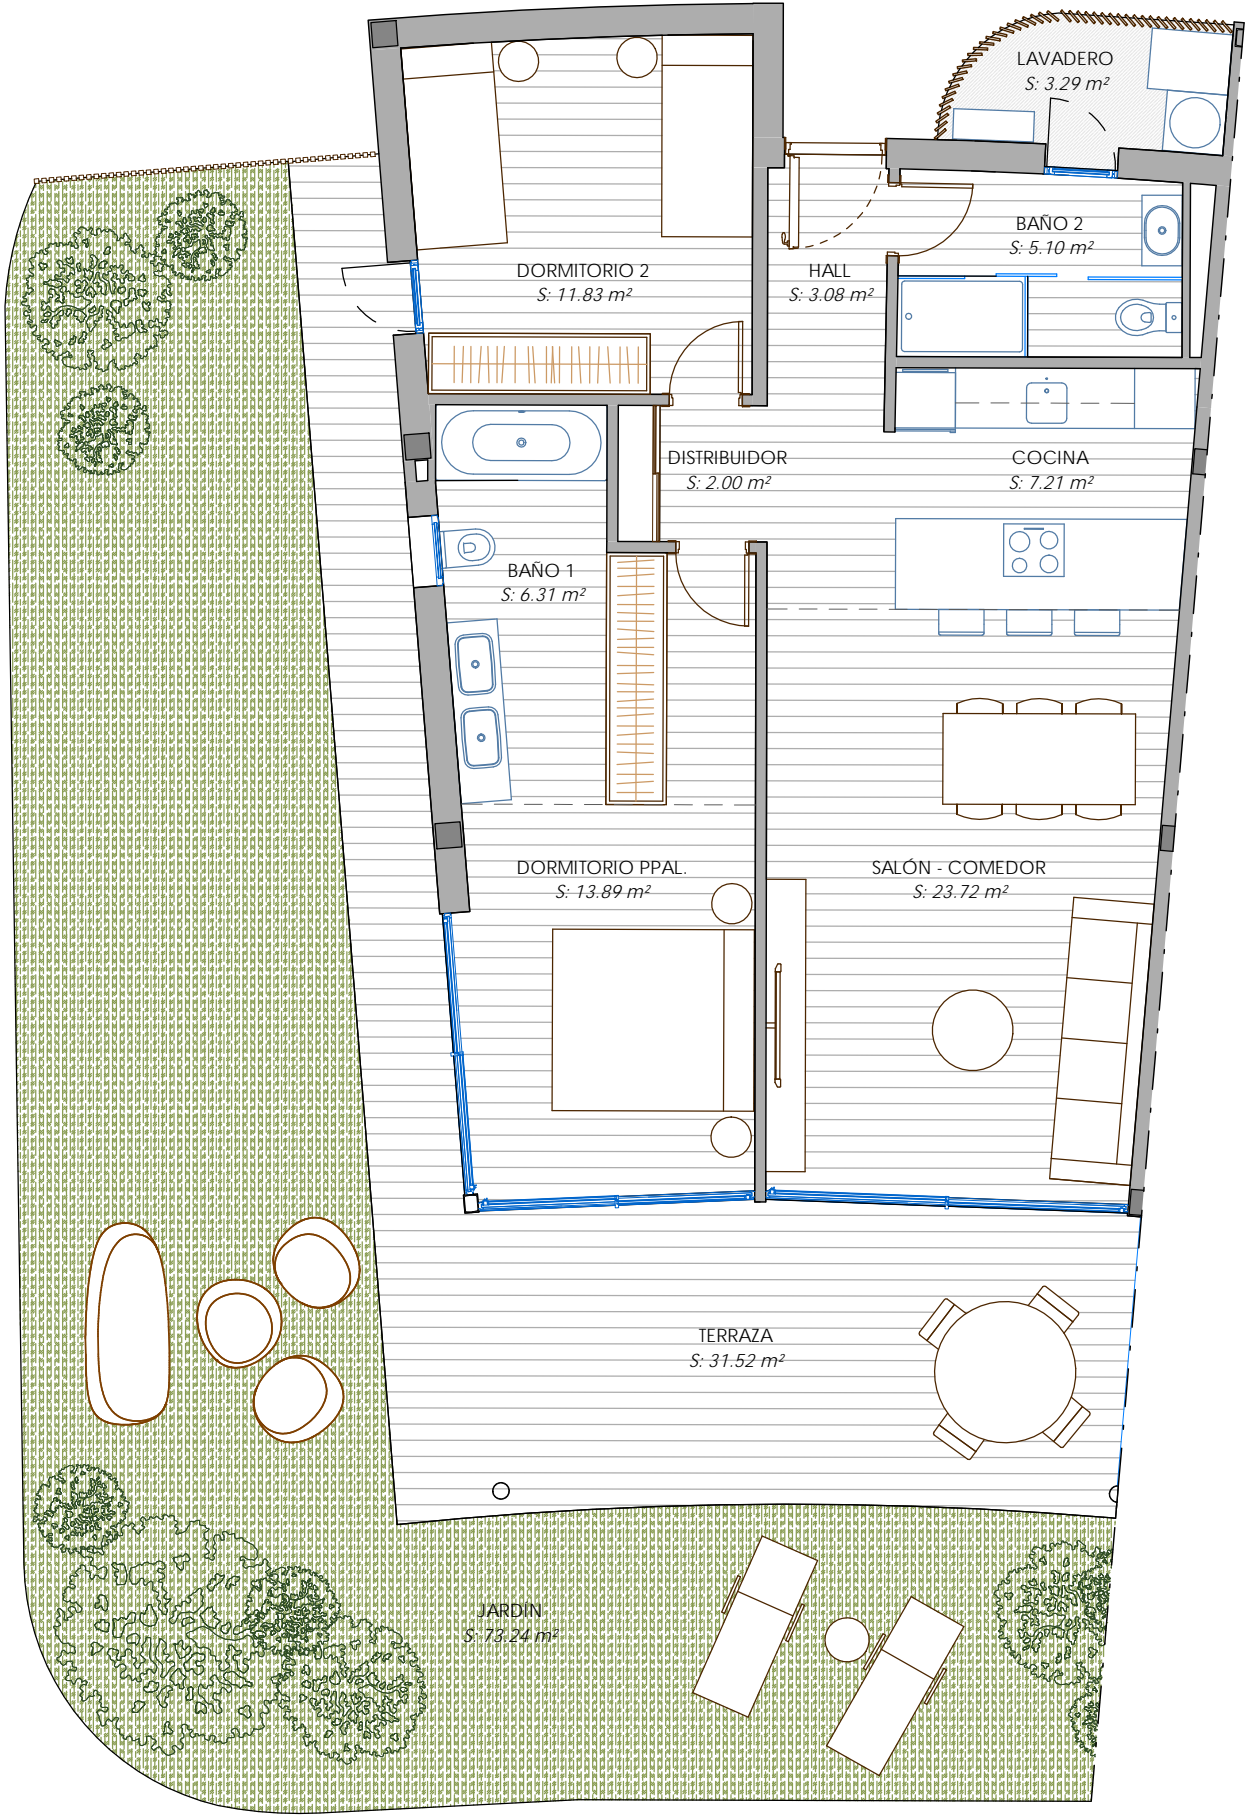 LAVADERO
S: 3.29 m²
BAÑO 2
S: 5.10 m²
DORMITORIO 2
S: 11.83 m²
HALL
S: 3.08 m²
DISTRIBUIDOR
S: 2.00 m²
COCINA
S: 7.21 m²
BAÑO 1
S: 6.31 m²
DORMITORIO PPAL.
S: 13.89 m²
SALÓN - COMEDOR
S: 23.72 m²
TERRAZA
S: 31.52 m²
JARDÍN
S: 73.24 m²